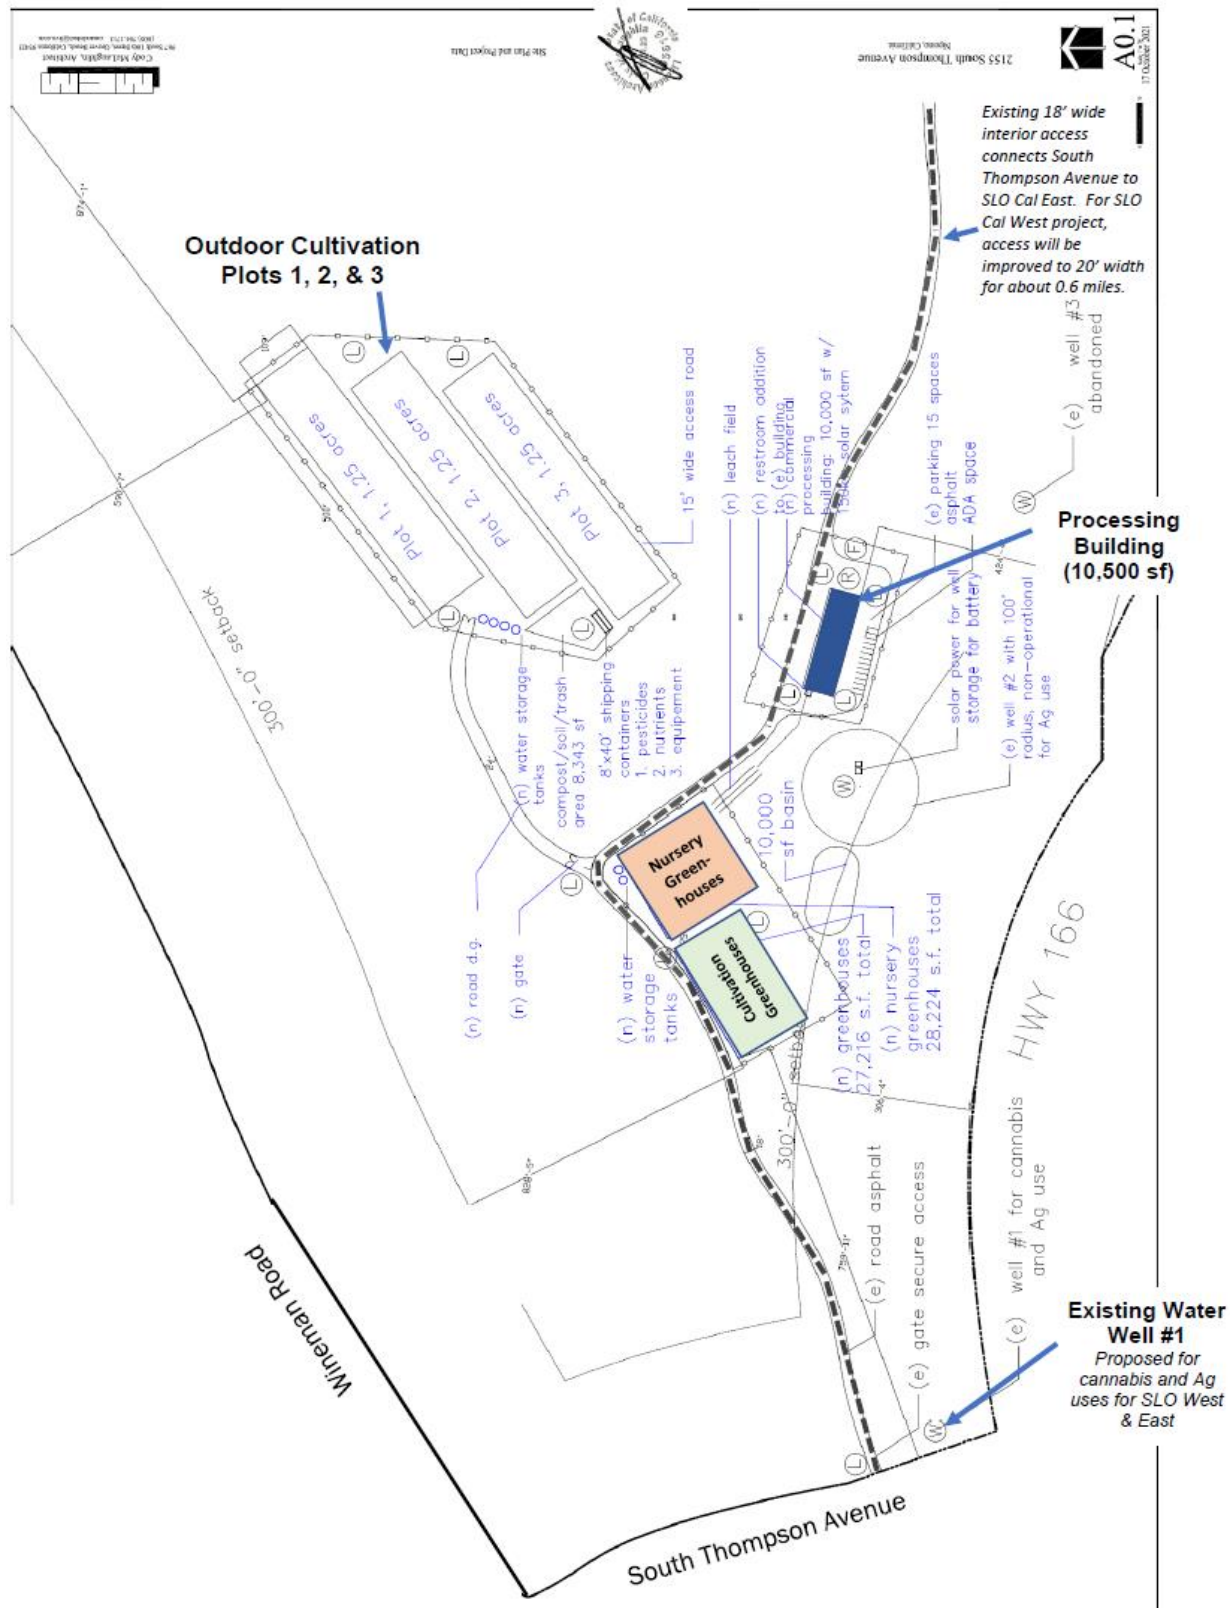 Cody McLaughlin, Architect
Site Plan and Project Data
2155 South Thompson Avenue
Nipomo, California
A0.1
17 October 2021
Existing 18' wide
interior access
connects South
Thompson Avenue to
SLO Cal East. For SLO
Cal West project,
access will be
improved to 20' width
for about 0.6 miles.
Outdoor Cultivation
Plots 1, 2, & 3
Plot 1, 1.25 acres
Plot 2, 1.25 acres
Plot 3, 1.25 acres
15' wide access road
(n) leach field
(n) restroom addition
to (e) building
(n) commercial
processing
building: 10,000 sf w/
solar sytem
(e) parking 15 spaces
asphalt
ADA space
(e) well #3
abandoned
W
Processing
Building
(10,500 sf)
L
L
L
L
L
F
R
L
L
L
300'-0" setback
(n) water storage
tanks
compost/soil/trash
area 8,343 sf
8'x40' shipping
containers
1. pesticides
2. nutrients
3. equipement
solar power for well
storage for battery
(e) well #2 with 100'
radius, non-operational
for Ag use
W
10,000
sf basin
Nursery
Green-
houses
Cultivation
Greenhouses
L
L
(n) road d.g.
(n) gate
(n) water
storage
tanks
(n) greenhouses
27,216 s.f. total
(n) nursery
greenhouses
28,224 s.f. total
HWY 166
300'-0"
18'
(e) road asphalt
(e) gate secure access
(e) well #1 for cannabis
and Ag use
Existing Water
Well #1
Proposed for
cannabis and Ag
uses for SLO West
& East
W
L
Wineman Road
South Thompson Avenue